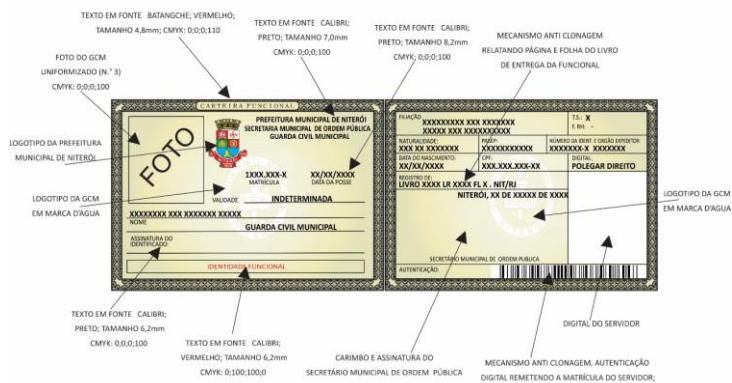 TEXTO EM FONTE BATANGCHE; VERMELHO;
TAMANHO 4,8mm; CMYK: 0;0;0;110
TEXTO EM FONTE CALIBRI;
PRETO; TAMANHO 7,0mm;
CMYK: 0;0;0;100
TEXTO EM FONTE CALIBRI;
PRETO; TAMANHO 8,2mm;
CMYK: 0;0;0;100
MECANISMO ANTI CLONAGEM
RELATANDO PÁGINA E FOLHA DO LIVRO
DE ENTREGA DA FUNCIONAL
FOTO DO GCM
UNIFORMIZADO (N.° 3)
CMYK: 0;0;0;100
LOGOTIPO DA PREFEITURA
MUNICIPAL DE NITERÓI
LOGOTIPO DA GCM
EM MARCA D'AGUA
CARTEIRA FUNCIONAL
FOTO
PREFEITURA MUNICIPAL DE NITERÓI
SECRETARIA MUNICIPAL DE ORDEM PÚBLICA
GUARDA CIVIL MUNICIPAL
1XXX.XXX-X XX/XX/XXXX
MATRÍCULA DATA DA POSSE
VALIDADE INDETERMINADA
XXXXXXXX XXX XXXXXXX XXXXX
NOME
GUARDA CIVIL MUNICIPAL
ASSINATURA DO
IDENTIFICADO:
IDENTIDADE FUNCIONAL
FILIAÇÃO
XXXXXXXXX XXX XXXXXXX
XXXXX XXX XXXXXXXXXX
T.S.: X
F. RH: -
NATURALIDADE: PASEP: NÚMERO DA IDENT. E ORGÃO EXPEDITOR
XXX XX XXXXXXX XXXXXXXXXXX XXXXXXX-X XXXXXXX
DATA DO NASCIMENTO: CPF: DIGITAL:
XX/XX/XXXX XXX.XXX.XXX-XX POLEGAR DIREITO
REGISTRO DE:
LIVRO XXXX LR XXXX FL X . NIT/RJ
NITERÓI, XX DE XXXXX DE XXXX
SECRETÁRIO MUNICIPAL DE ORDEM PUBLICA
AUTENTICAÇÃO:
LOGOTIPO DA GCM
EM MARCA D'AGUA
TEXTO EM FONTE CALIBRI;
PRETO; TAMANHO 6,2mm;
CMYK: 0;0;0;100
TEXTO EM FONTE CALIBRI;
VERMELHO; TAMANHO 6,2mm;
CMYK: 0;100;100;0
CARIMBO E ASSINATURA DO
SECRETÁRIO MUNICIPAL DE ORDEM PÚBLICA
DIGITAL DO SERVIDOR
MECANISMO ANTI CLONAGEM, AUTENTICAÇÃO
DIGITAL REMETENDO A MATRÍCULA DO SERVIDOR;